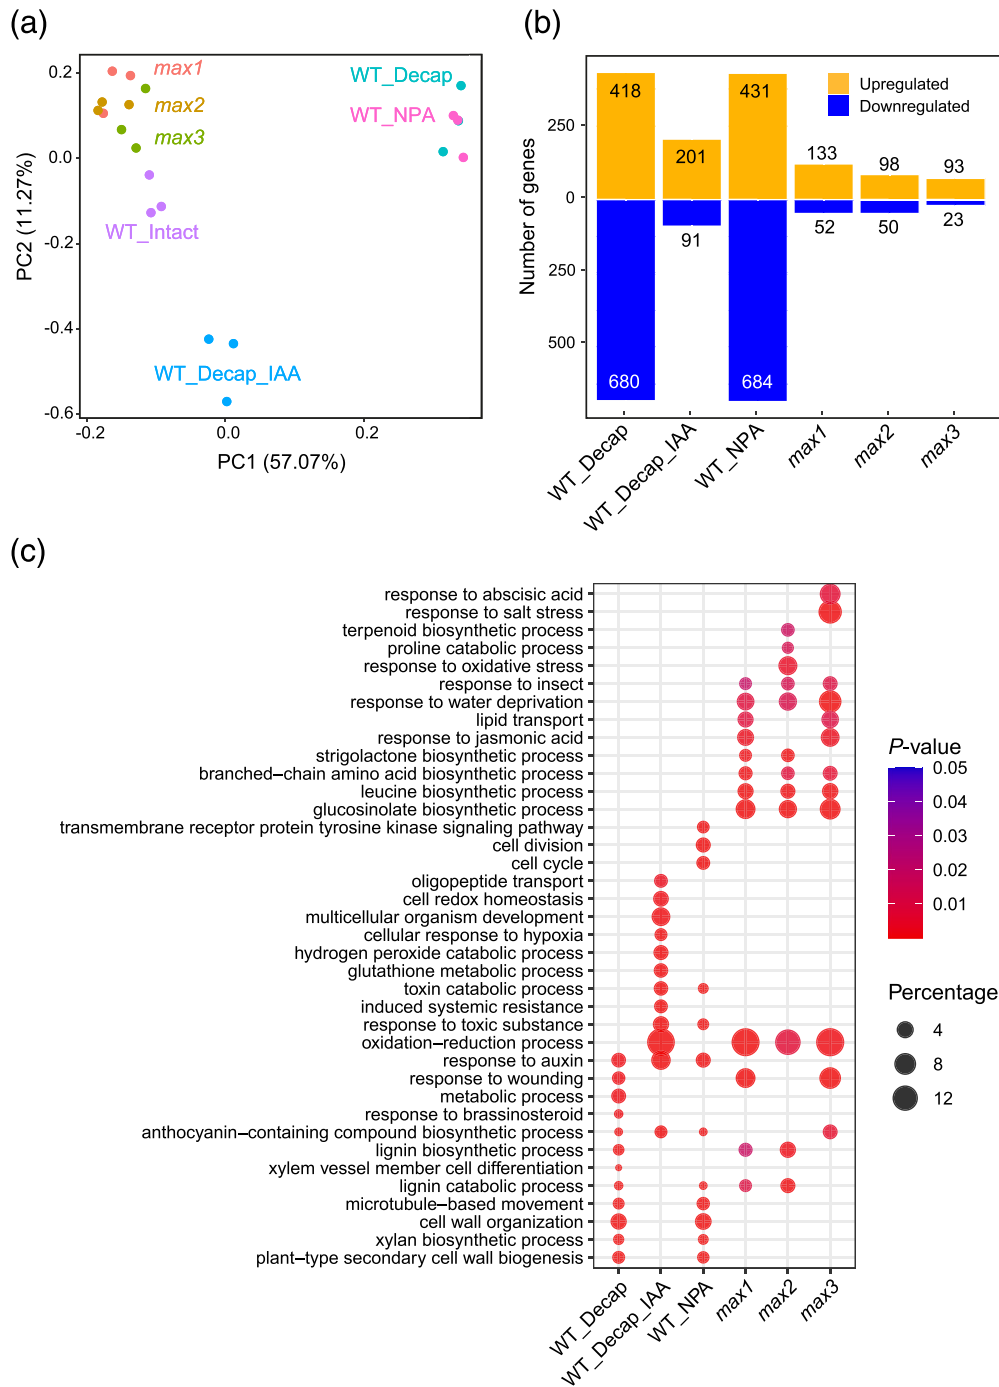 (a)
max1
max2
max3
WT_Decap
WT_NPA
WT_Intact
WT_Decap_IAA
0.2
0.0
-0.2
-0.4
-0.6
-0.2
0.0
0.2
PC1 (57.07%)
PC2 (11.27%)
(b)
Upregulated
Downregulated
418
201
431
133
98
93
680
91
684
52
50
23
250
0
250
500
Number of genes
WT_Decap
WT_Decap_IAA
WT_NPA
max1
max2
max3
(c)
response to abscisic acid
response to salt stress
terpenoid biosynthetic process
proline catabolic process
response to oxidative stress
response to insect
response to water deprivation
lipid transport
response to jasmonic acid
strigolactone biosynthetic process
branched–chain amino acid biosynthetic process
leucine biosynthetic process
glucosinolate biosynthetic process
transmembrane receptor protein tyrosine kinase signaling pathway
cell division
cell cycle
oligopeptide transport
cell redox homeostasis
multicellular organism development
cellular response to hypoxia
hydrogen peroxide catabolic process
glutathione metabolic process
toxin catabolic process
induced systemic resistance
response to toxic substance
oxidation–reduction process
response to auxin
response to wounding
metabolic process
response to brassinosteroid
anthocyanin–containing compound biosynthetic process
lignin biosynthetic process
xylem vessel member cell differentiation
lignin catabolic process
microtubule–based movement
cell wall organization
xylan biosynthetic process
plant–type secondary cell wall biogenesis
WT_Decap
WT_Decap_IAA
WT_NPA
max1
max2
max3
P-value
0.05
0.04
0.03
0.02
0.01
Percentage
4
8
12